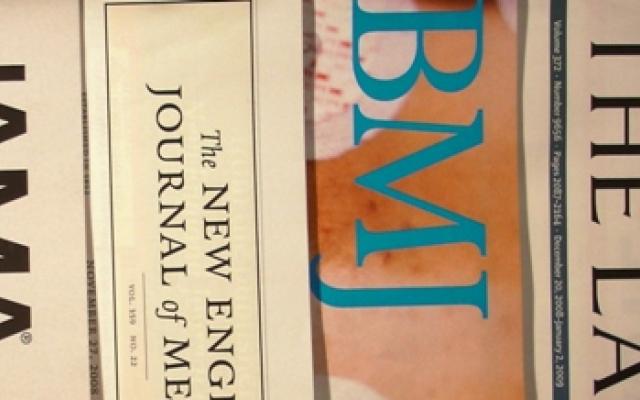 JAMA®
The NEW ENGL
JOURNAL of ME
VOL. 359 NO. 22
NOVEMBER 27, 2008
BMJ
THE LA
Volume 372 · Number 9656 · Pages 2087–2164 · December 20, 2008–January 2, 2009